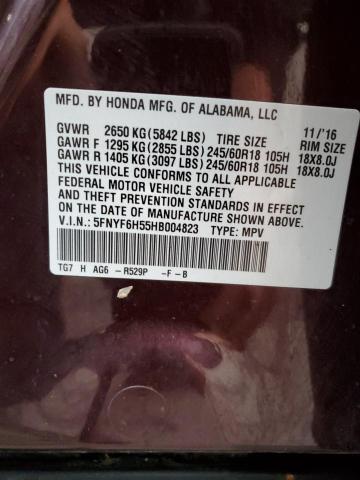 MFD. BY HONDA MFG. OF ALABAMA, LLC 11/'16
GVWR 2650 KG(5842 LBS) TIRE SIZE RIM SIZE
GAWR F 1295 KG(2855 LBS)245/60R18 105H 18X8.0J
GAWR R 1405 KG(3097 LBS)245/60R18 105H 18X8.0J
THIS VEHICLE CONFORMS TO ALL APPLICABLE
FEDERAL MOTOR VEHICLE SAFETY
AND THEFT PREVENTION STANDARDS IN EFFECT
ON THE DATE OF MANUFACTURE SHOWN ABOVE.
V.I.N.:5FNYF6H55HB004823 TYPE: MPV
TG7 H AG6 -R529P -F-B